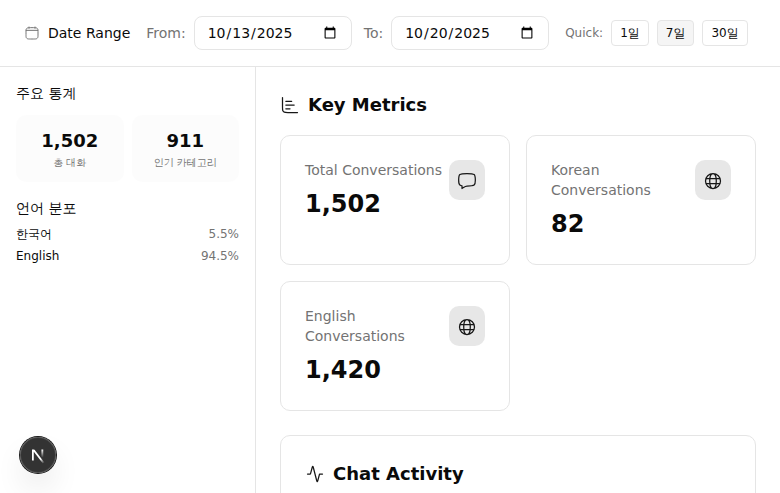 Date Range From: 10/13/2025 To: 10/20/2025 Quick: 1일 7일 30일
주요 통계
1,502 911
총 대화 인기 카테고리
언어 분포
한국어 5.5%
English 94.5%
N
Key Metrics
Total Conversations
1,502
Korean
Conversations
82
English
Conversations
1,420
Chat Activity